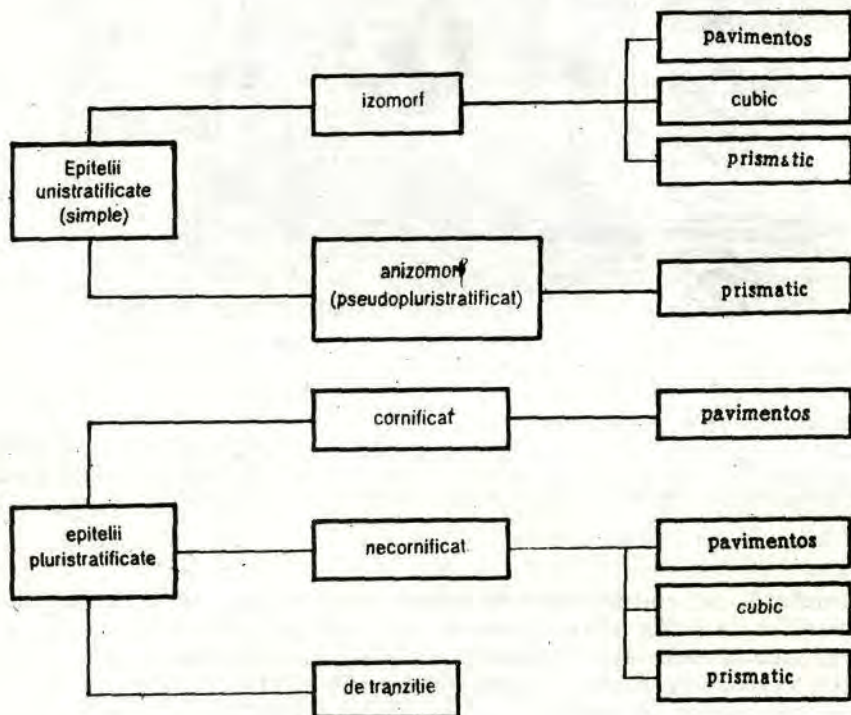 pavimentos
izomorf
cubic
prismatic
Epitelii
unistratificate
(simple)
anizomorf
(pseudopluristratificat)
prismatic
cornificat
pavimentos
epitelii
pluristratificate
necornificat
pavimentos
cubic
prismatic
de tranziție